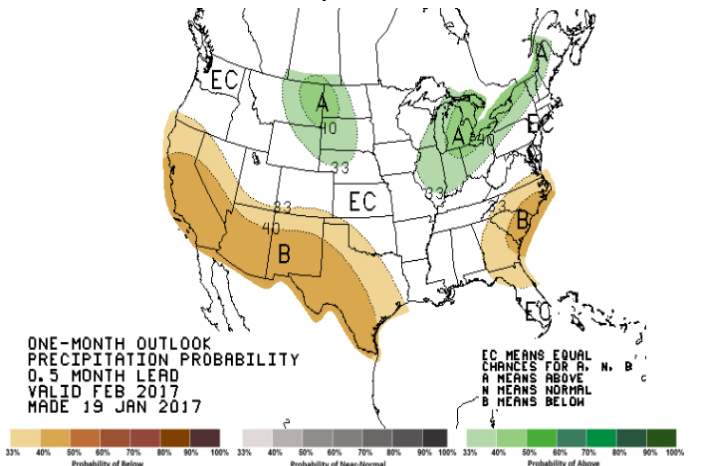 EC
A
A
40
33
A
40
EC
33
EC
33
B
33
40
B
EC
ONE-MONTH OUTLOOK
PRECIPITATION PROBABILITY
0.5 MONTH LEAD
VALID FEB 2017
MADE 19 JAN 2017
EC MEANS EQUAL
CHANCES FOR A, N, B
A MEANS ABOVE
N MEANS NORMAL
B MEANS BELOW
33% 40% 50% 60% 70% 80% 90% 100%
Probability of Below
33% 40% 50% 60% 70% 80% 90% 100%
Probability of Near-Normal
33% 40% 50% 60% 70% 80% 90% 100%
Probability of Above